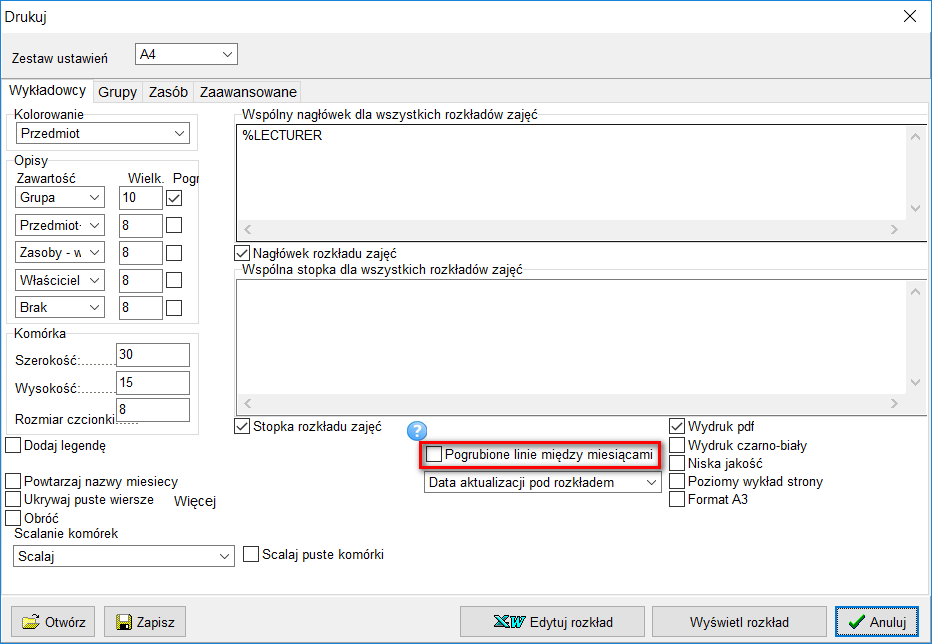 Drukuj
Zestaw ustawień
A4
Wykładowcy
Grupy
Zasób
Zaawansowane
Kolorowanie
Przedmiot
Opisy
Zawartość
Wielk.
Pogr
Grupa
10
Przedmiot-
8
Zasoby - w
8
Właściciel
8
Brak
8
Komórka
Szerokość:
30
Wysokość:
15
Rozmiar czcionki
8
Dodaj legendę
Powtarzaj nazwy miesiecy
Ukrywaj puste wiersze
Więcej
Obróć
Scalanie komórek
Scalaj
Scalaj puste komórki
Wspólny nagłówek dla wszystkich rozkładów zajęć
%LECTURER
Nagłówek rozkładu zajęć
Wspólna stopka dla wszystkich rozkładów zajęć
Stopka rozkładu zajęć
?
Pogrubione linie między miesiącami
Data aktualizacji pod rozkładem
Wydruk pdf
Wydruk czarno-biały
Niska jakość
Poziomy wykład strony
Format A3
Otwórz
Zapisz
XW Edytuj rozkład
Wyświetl rozkład
Anuluj